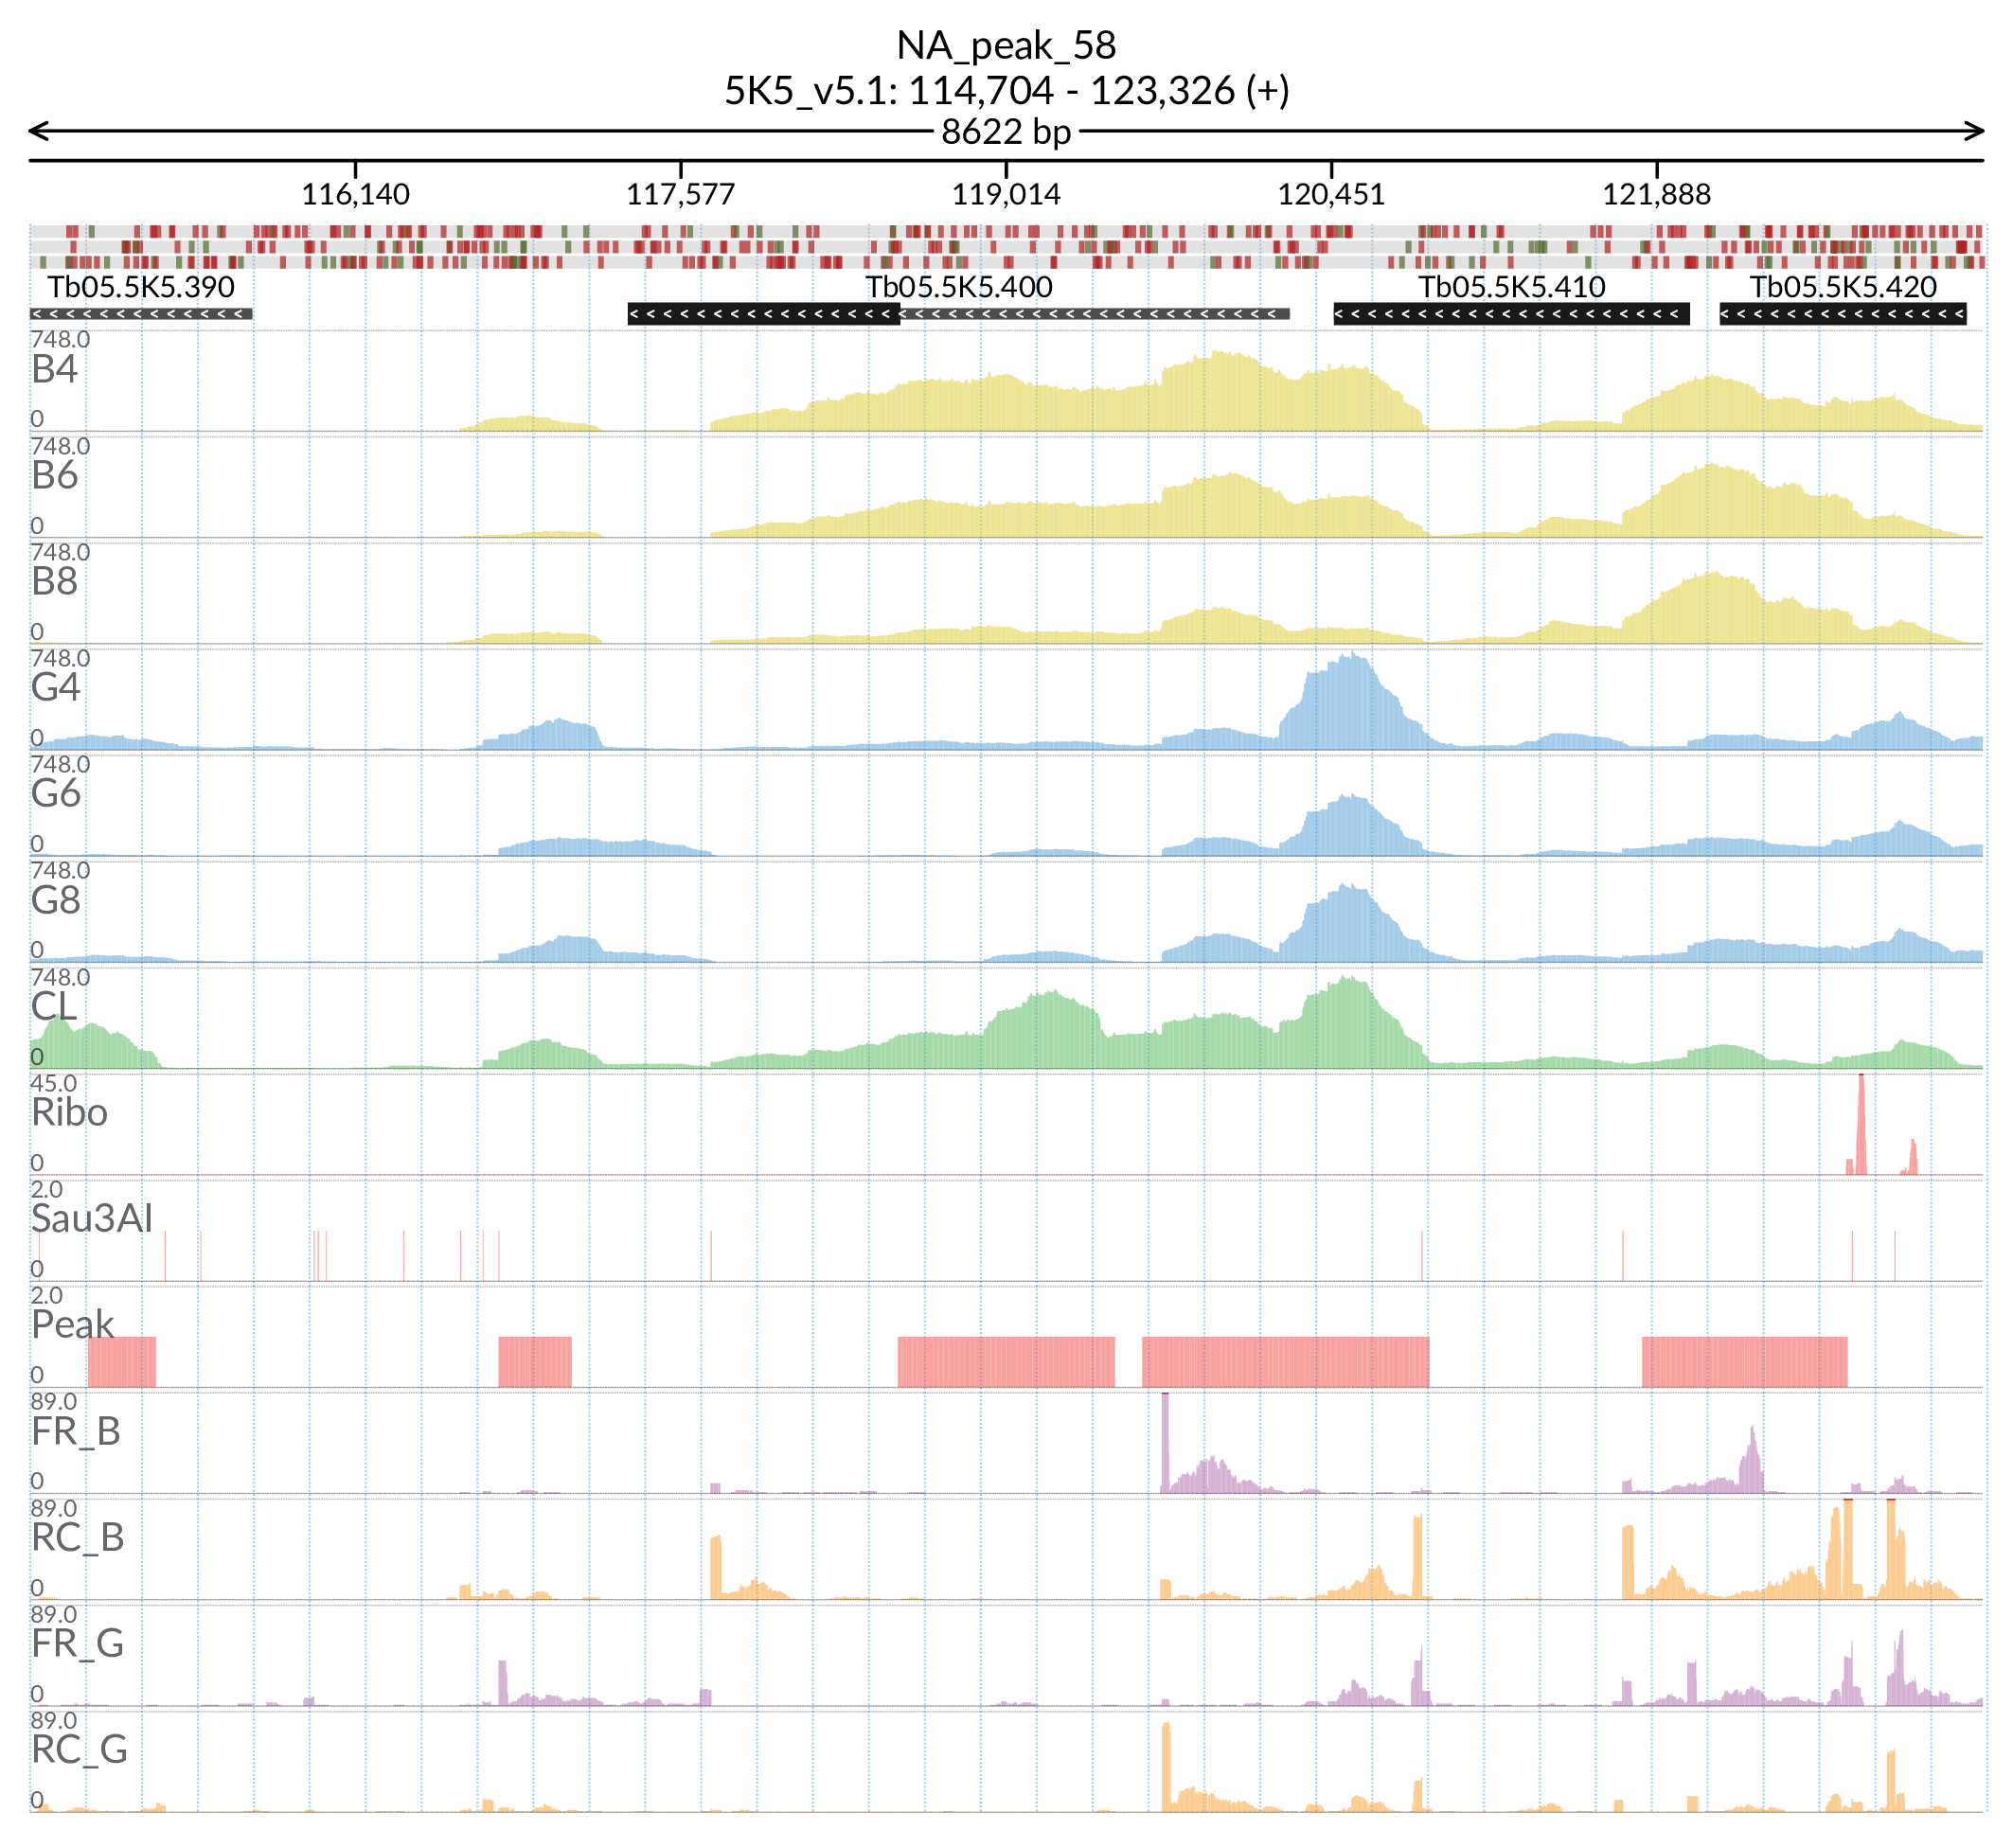 NA_peak_58
5K5_v5.1: 114,704 - 123,326 (+)
8622 bp
116,140 117,577 119,014 120,451 121,888
Tb05.5K5.390 Tb05.5K5.400 Tb05.5K5.410 Tb05.5K5.420
748.0
B4
0
748.0
B6
0
748.0
B8
0
748.0
G4
0
748.0
G6
0
748.0
G8
0
748.0
CL
0
45.0
Ribo
0
2.0
Sau3AI
0
2.0
Peak
0
89.0
FR_B
0
89.0
RC_B
0
89.0
FR_G
0
89.0
RC_G
0